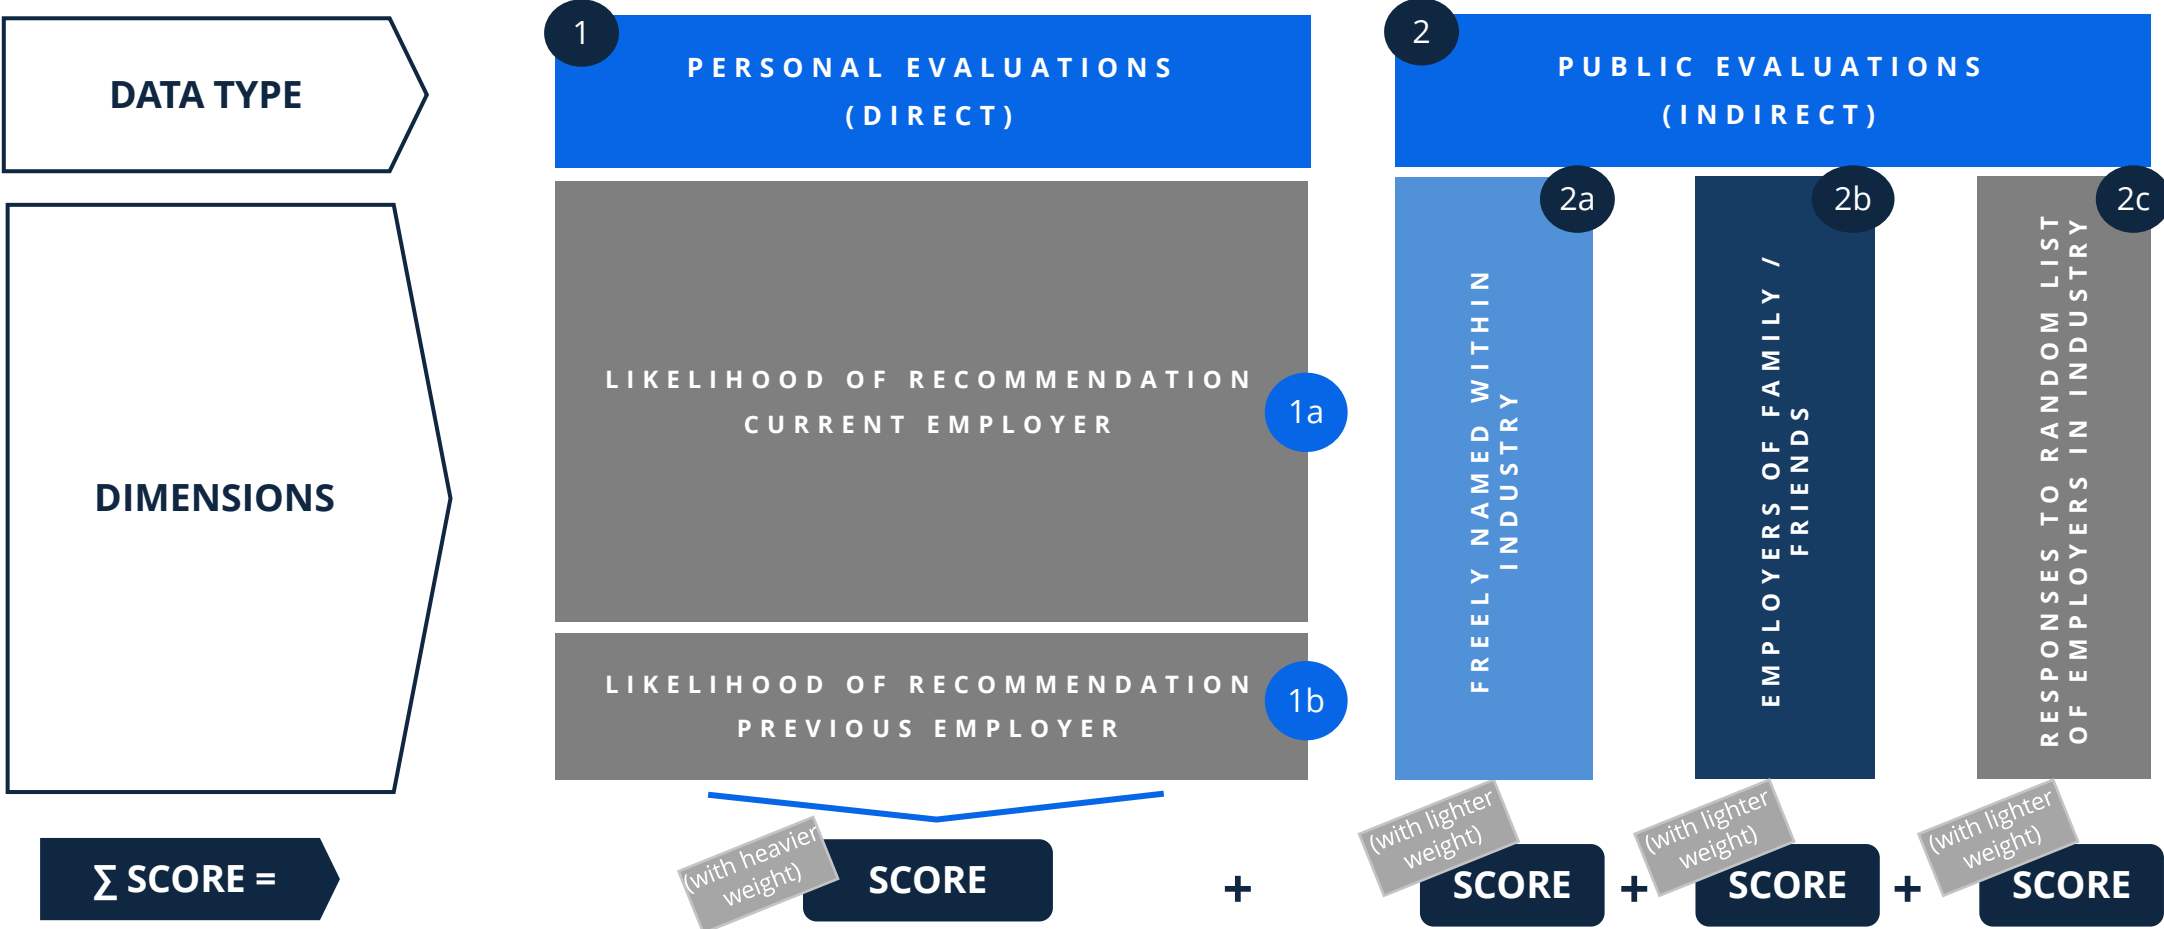 DATA TYPE
1
PERSONAL EVALUATIONS
(DIRECT)
2
PUBLIC EVALUATIONS
(INDIRECT)
DIMENSIONS
LIKELIHOOD OF RECOMMENDATION
CURRENT EMPLOYER
1a
LIKELIHOOD OF RECOMMENDATION
PREVIOUS EMPLOYER
1b
2a
FREELY NAMED WITHIN
INDUSTRY
2b
EMPLOYERS OF FAMILY /
FRIENDS
2c
RESPONSES TO RANDOM LIST
OF EMPLOYERS IN INDUSTRY
∑ SCORE =
(with heavier
weight)
SCORE
+
(with lighter
weight)
SCORE
+
(with lighter
weight)
SCORE
+
(with lighter
weight)
SCORE